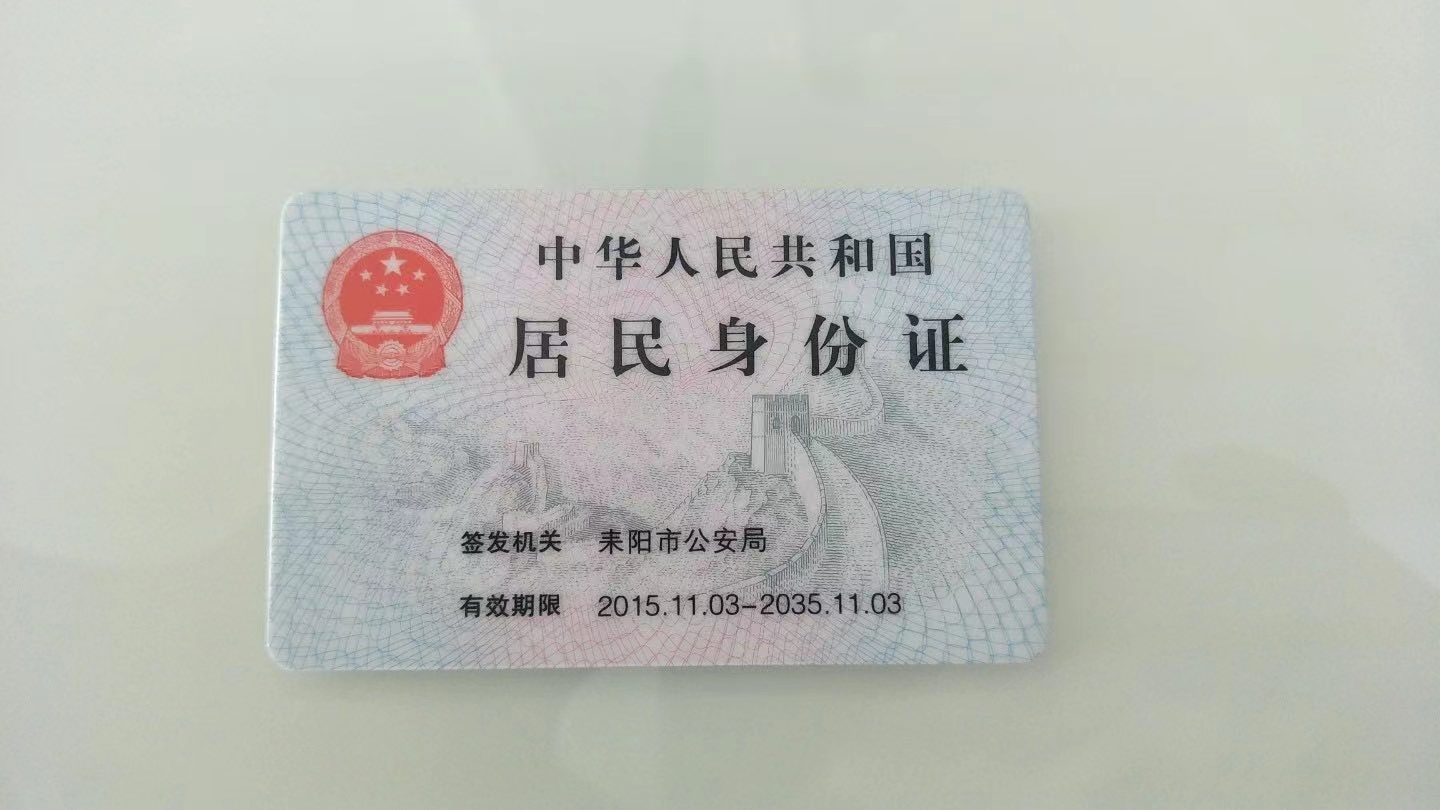 中华人民共和国
居民身份证
签发机关 耒阳市公安局
有效期限 2015.11.03-2035.11.03